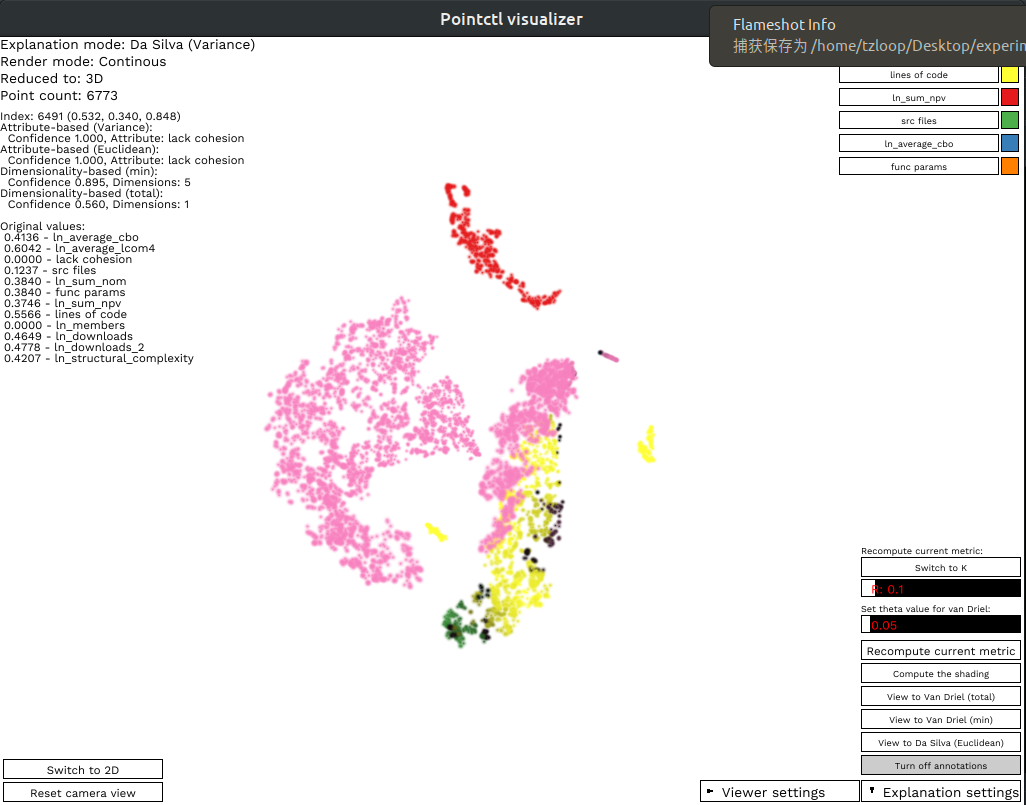 Pointctl visualizer
Flameshot Info
捕获保存为 /home/tzloop/Desktop/experim
Explanation mode: Da Silva (Variance)
Render mode: Continous
Reduced to: 3D
Point count: 6773
Index: 6491 (0.532, 0.340, 0.848)
Attribute-based (Variance):
Confidence 1.000, Attribute: lack cohesion
Attribute-based (Euclidean):
Confidence 1.000, Attribute: lack cohesion
Dimensionality-based (min):
Confidence 0.895, Dimensions: 5
Dimensionality-based (total):
Confidence 0.560, Dimensions: 1
Original values:
0.4136 - ln_average_cbo
0.6042 - ln_average_lcom4
0.0000 - lack cohesion
0.1237 - src files
0.3840 - ln_sum_nom
0.3840 - func params
0.3746 - ln_sum_npv
0.5566 - lines of code
0.0000 - ln_members
0.4649 - ln_downloads
0.4778 - ln_downloads_2
0.4207 - ln_structural_complexity
lines of code
ln_sum_npv
src files
ln_average_cbo
func params
Recompute current metric:
Switch to K
R: 0.1
Set theta value for van Driel:
0.05
Recompute current metric
Compute the shading
View to Van Driel (total)
View to Van Driel (min)
View to Da Silva (Euclidean)
Turn off annotations
Switch to 2D
Reset camera view
Viewer settings
Explanation settings